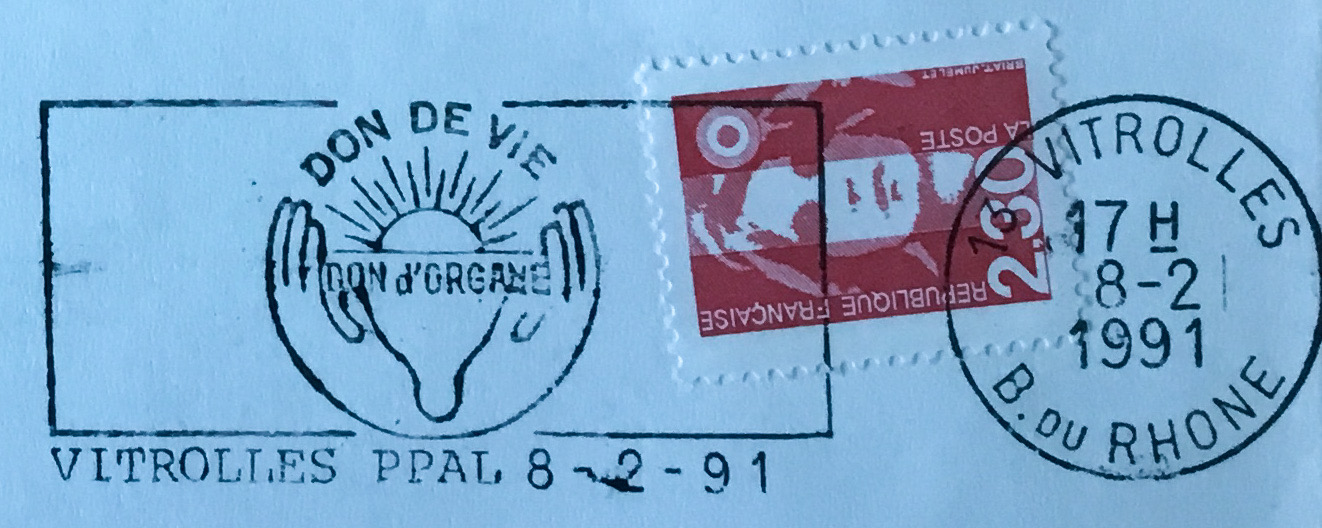 DON DE ViE
DON d'ORGANE
VITROLLES PPAL 8-2-91
BRIAT.JUMELET
LA POSTE
2,30
REPUBLIQUE FRANÇAISE
VITROLLES
13
17 H
8-2
1991
B. DU RHONE